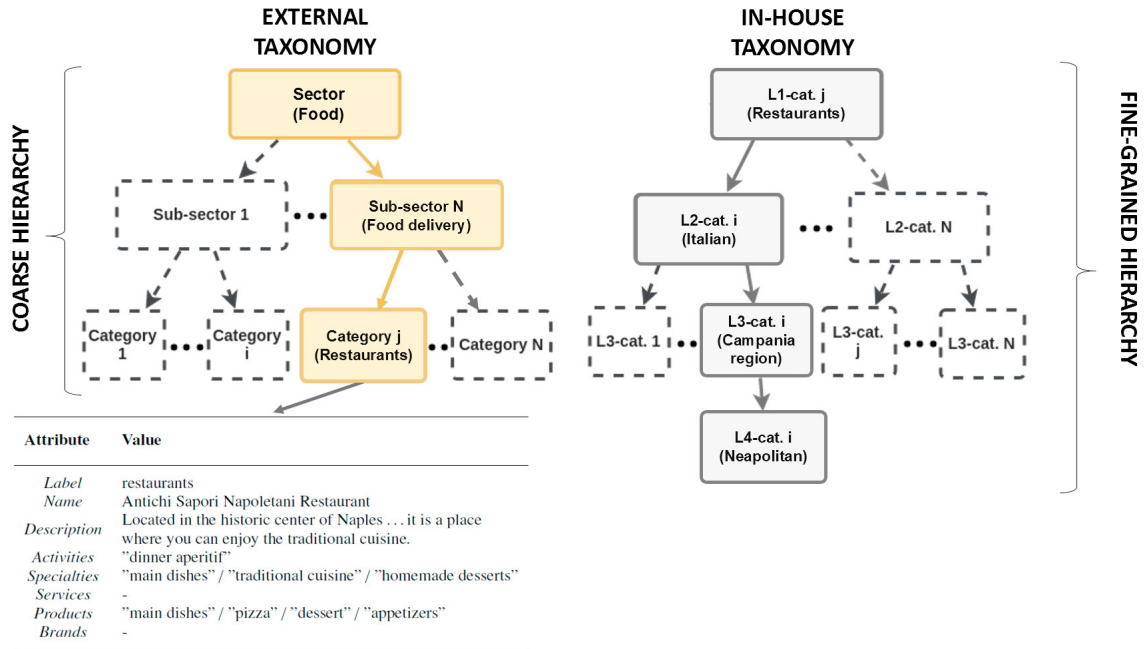 EXTERNAL
TAXONOMY
COARSE HIERARCHY
Sector
(Food)
Sub-sector 1
Sub-sector N
(Food delivery)
Category
1
Category
i
Category j
(Restaurants)
Category N
Attribute Value
Label restaurants
Name Antichi Sapori Napoletani Restaurant
Description Located in the historic center of Naples . . . it is a place
where you can enjoy the traditional cuisine.
Activities ”dinner aperitif”
Specialties ”main dishes” / ”traditional cuisine” / ”homemade desserts”
Services -
Products ”main dishes” / ”pizza” / ”dessert” / ”appetizers”
Brands -
IN-HOUSE
TAXONOMY
L1-cat. j
(Restaurants)
L2-cat. i
(Italian)
L2-cat. N
L3-cat. 1
L3-cat. i
(Campania
region)
L3-cat.
j
L3-cat. N
L4-cat. i
(Neapolitan)
FINE-GRAINED HIERARCHY